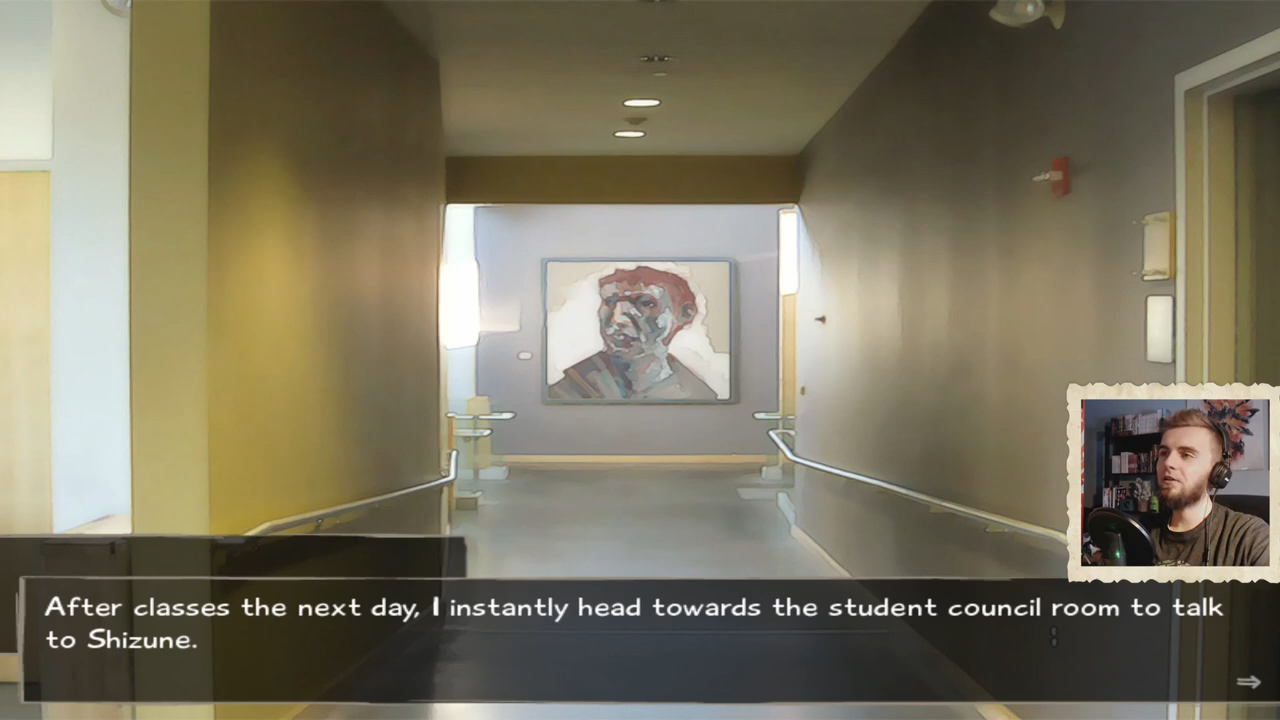 After classes the next day, I instantly head towards the student council room to talk
to Shizune.